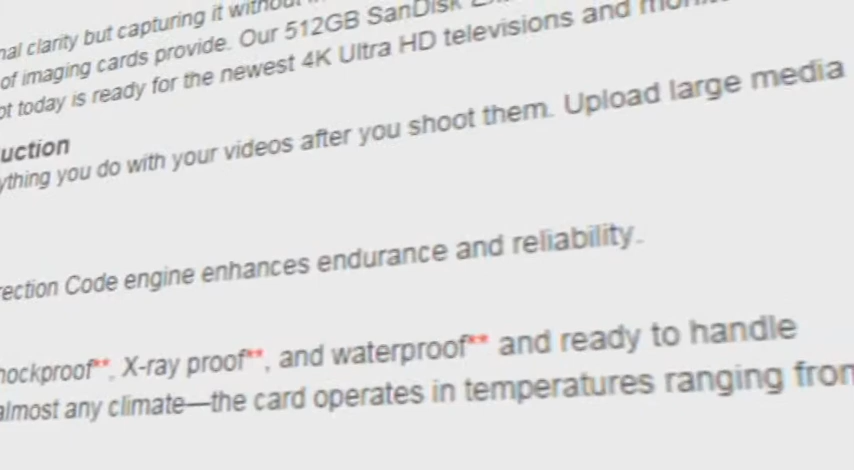 nal clarity but capturing it without
of imaging cards provide. Our 512GB SanDisk
ot today is ready for the newest 4K Ultra HD televisions and
uction
ything you do with your videos after you shoot them. Upload large media
rection Code engine enhances endurance and reliability.
hockproof**, X-ray proof**, and waterproof** and ready to handle
almost any climate—the card operates in temperatures ranging from